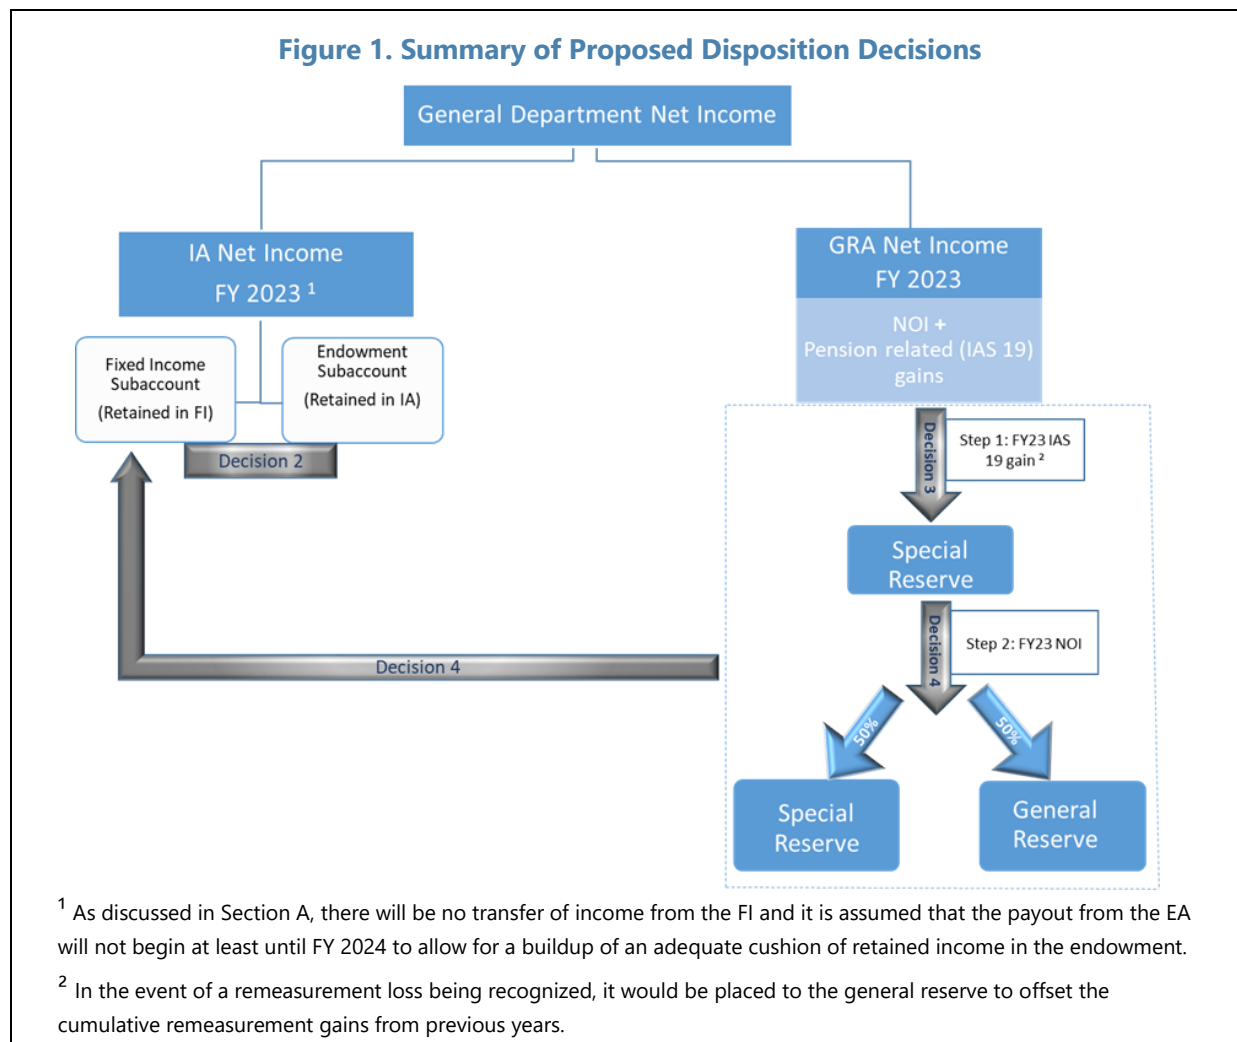 Figure 1. Summary of Proposed Disposition Decisions
General Department Net Income
IA Net Income
FY 2023 ¹
GRA Net Income
FY 2023
NOI +
Pension related (IAS 19)
gains
Fixed Income
Subaccount
(Retained in FI)
Endowment
Subaccount
(Retained in IA)
Decision 2
Decision 3
Step 1: FY23 IAS
19 gain ²
Special
Reserve
Decision 4
Step 2: FY23 NOI
Decision 4
50%
50%
Special
Reserve
General
Reserve
¹ As discussed in Section A, there will be no transfer of income from the FI and it is assumed that the payout from the EA
will not begin at least until FY 2024 to allow for a buildup of an adequate cushion of retained income in the endowment.
² In the event of a remeasurement loss being recognized, it would be placed to the general reserve to offset the
cumulative remeasurement gains from previous years.